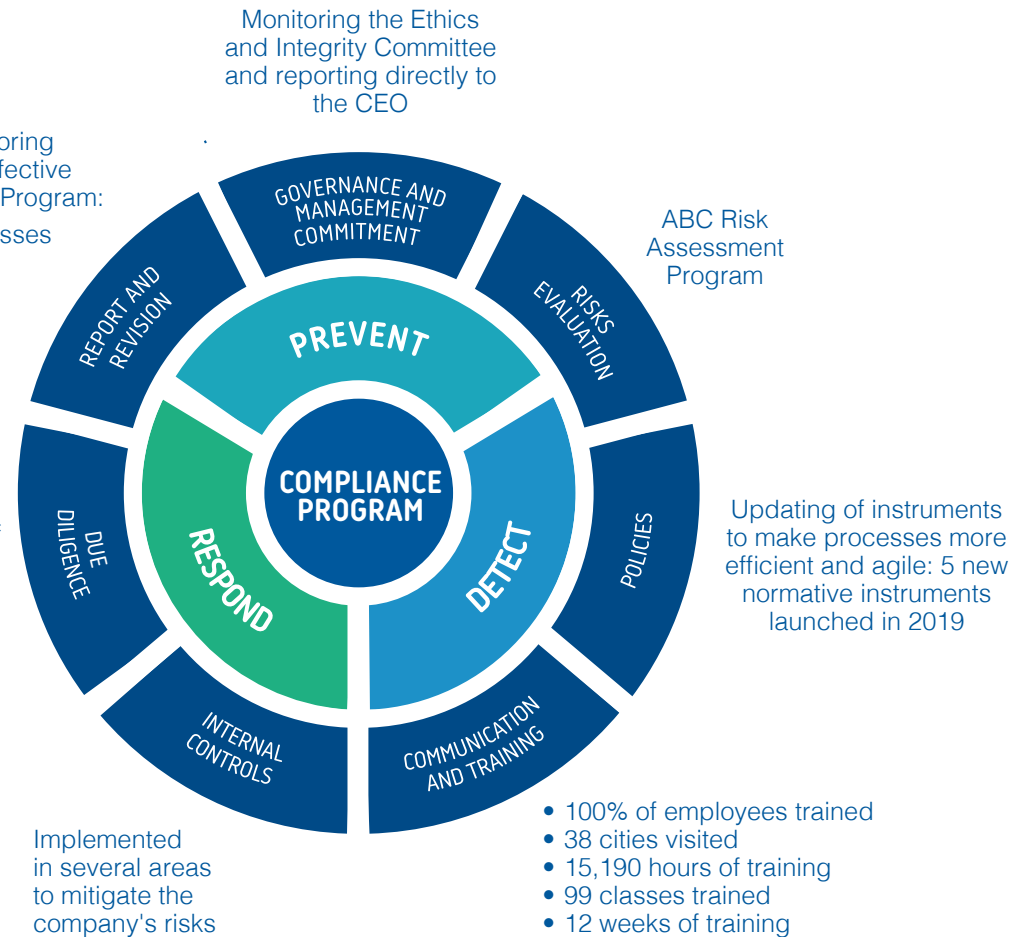 Monitoring the Ethics
and Integrity Committee
and reporting directly to
the CEO
Program:
GOVERNANCE AND
MANAGEMENT
COMMITMENT
ABC Risk
Assessment
Program
RISKS
EVALUATION
REPORT AND
REVISION
PREVENT
COMPLIANCE
PROGRAM
RESPOND
DETECT
DUE
DILIGENCE
POLICIES
Updating of instruments
to make processes more
efficient and agile: 5 new
normative instruments
launched in 2019
INTERNAL
CONTROLS
COMMUNICATION
AND TRAINING
Implemented
in several areas
to mitigate the
company's risks
• 100% of employees trained
• 38 cities visited
• 15,190 hours of training
• 99 classes trained
• 12 weeks of training